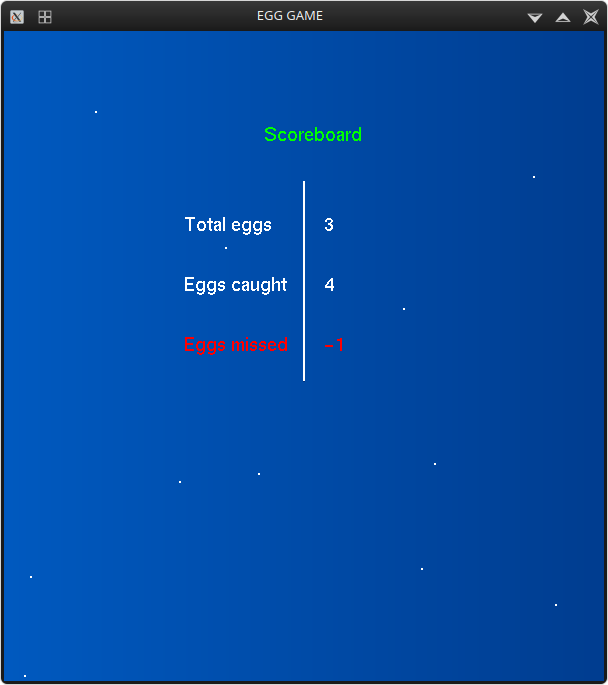 EGG GAME
Scoreboard
Total eggs 3
Eggs caught 4
Eggs missed -1